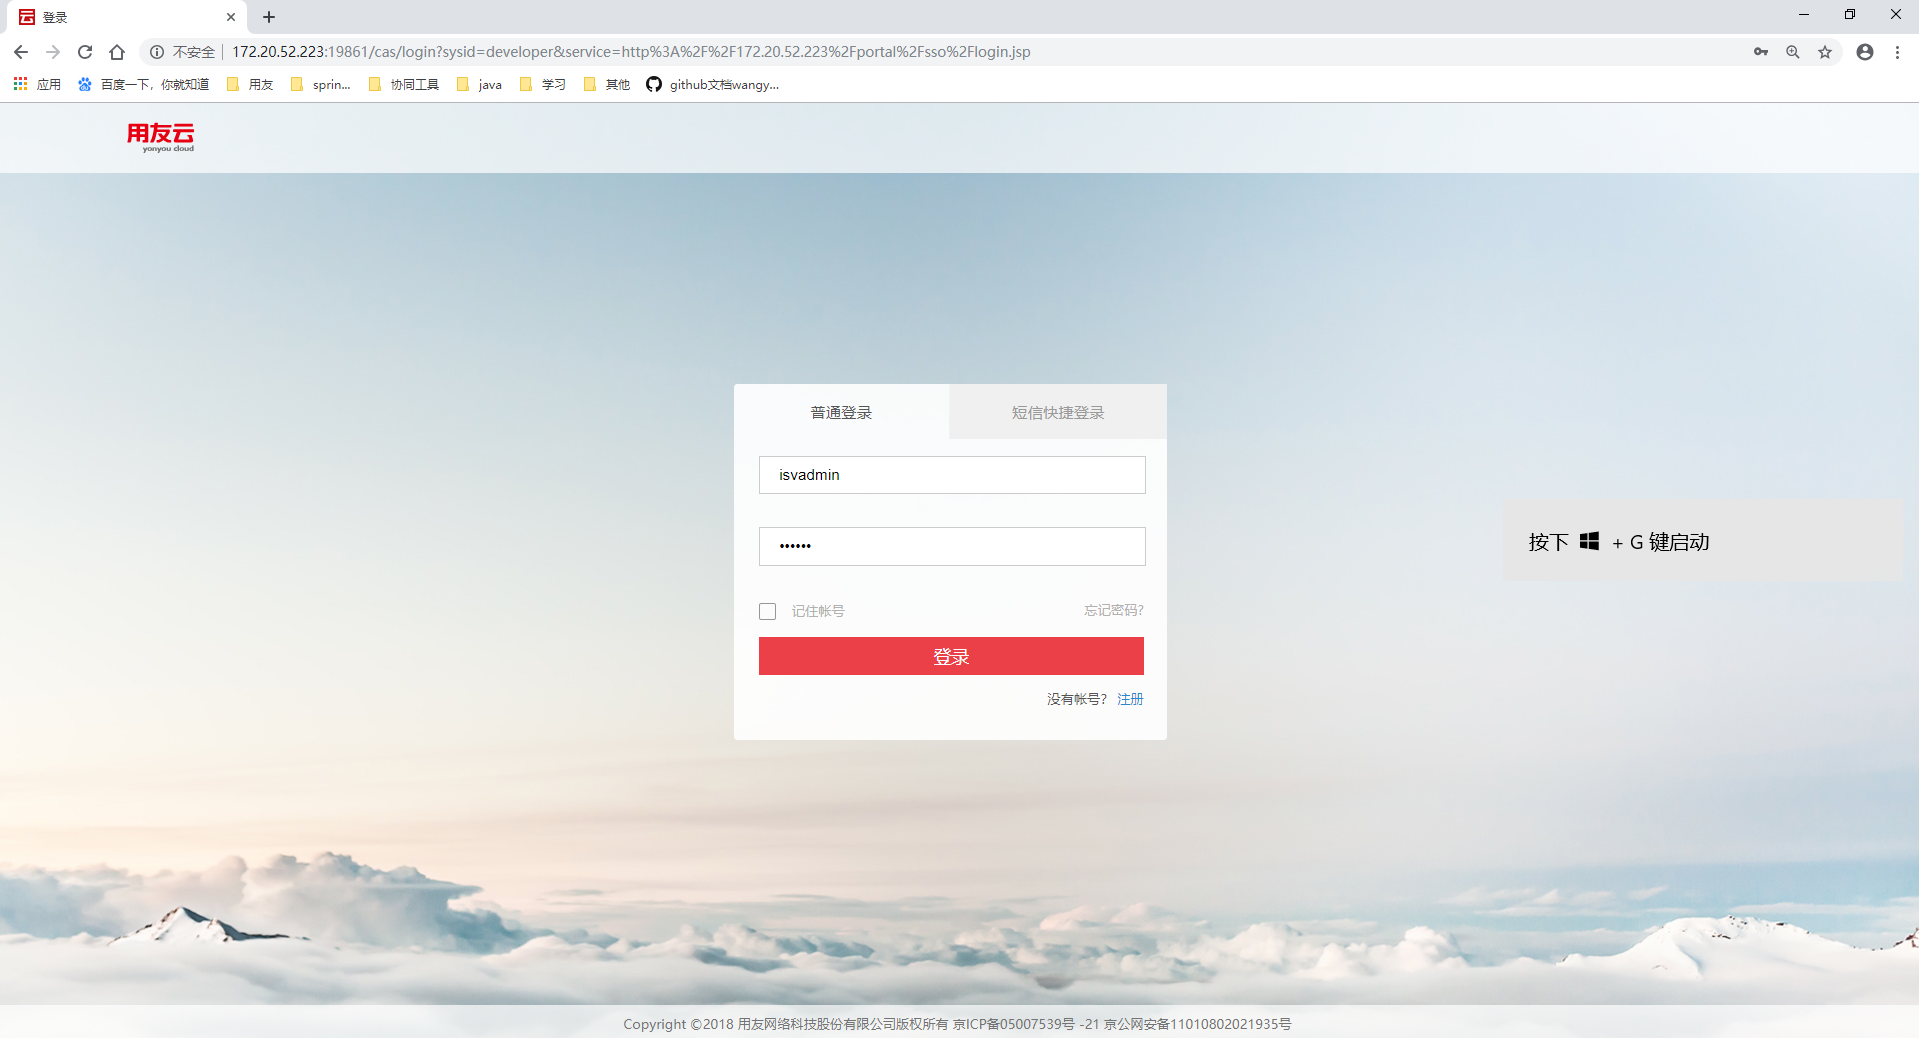 登录
不安全 172.20.52.223:19861/cas/login?sysid=developer&service=http%3A%2F%2F172.20.52.223%2Fportal%2Fsso%2Flogin.jsp
应用 百度一下，你就知道 用友 sprin... 协同工具 java 学习 其他 github文档wangy...
用友云
yonyou cloud
普通登录 短信快捷登录
isvadmin
••••••
按下 + G 键启动
记住帐号 忘记密码?
登录
没有帐号? 注册
Copyright ©2018 用友网络科技股份有限公司版权所有 京ICP备05007539号 -21 京公网安备11010802021935号